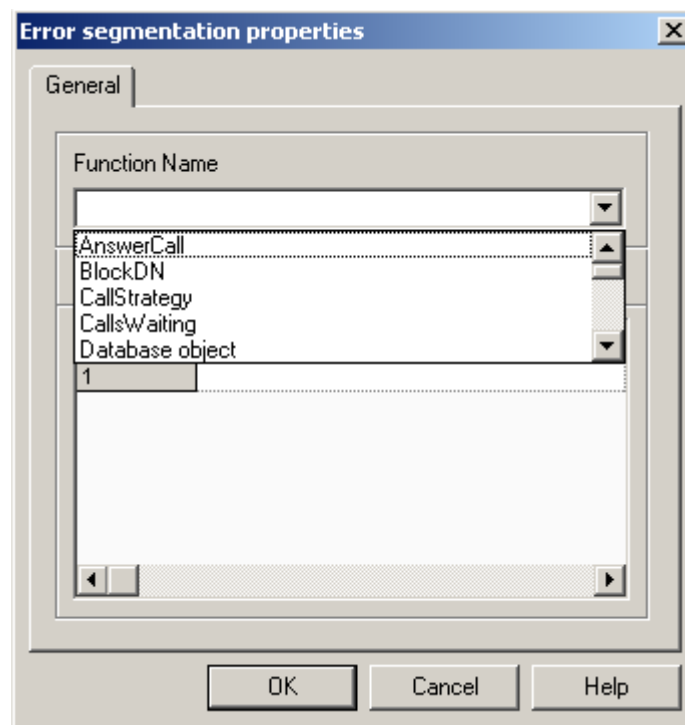 Error segmentation properties
General
Function Name
AnswerCall
BlockDN
CallStrategy
CallsWaiting
Database object
1
OK Cancel Help